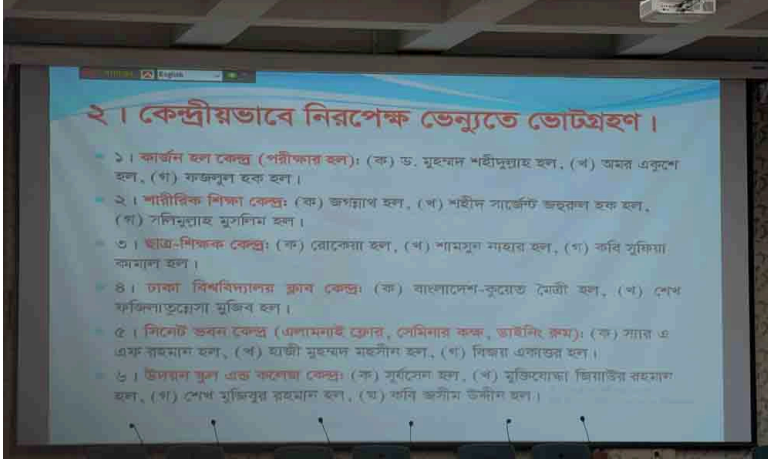 English
২। কেন্দ্রীয়ভাবে নিরপেক্ষ ভেন্যুতে ভোটগ্রহণ।
১। কার্জন হল কেন্দ্র (পরীক্ষার হল): (ক) ড. মুহম্মদ শহীদুল্লাহ হল, (খ) অমর একুশে
হল, (গ) ফজলুল হক হল।
২। শারীরিক শিক্ষা কেন্দ্র: (ক) জগন্নাথ হল, (খ) শহীদ সার্জেন্ট জহুরুল হক হল,
(গ) সলিমুল্লাহ মুসলিম হল।
৩। ছাত্র-শিক্ষক কেন্দ্র: (ক) রোকেয়া হল, (খ) শামসুন নাহার হল, (গ) কবি সুফিয়া
কামাল হল।
৪। ঢাকা বিশ্ববিদ্যালয় ক্লাব কেন্দ্র: (ক) বাংলাদেশ-কুয়েত মৈত্রী হল, (খ) শেখ
ফজিলাতুন্নেসা মুজিব হল।
৫। সিনেট ভবন কেন্দ্র (এলামনাই ফ্লোর, সেমিনার কক্ষ, ডাইনিং রুম): (ক) স্যার এ
এফ রহমান হল, (খ) হাজী মুহম্মদ মহসীন হল, (গ) বিজয় একাত্তর হল।
৬। উদয়ন স্কুল এন্ড কলেজ কেন্দ্র: (ক) সূর্যসেন হল, (খ) মুক্তিযোদ্ধা জিয়াউর রহমান
হল, (গ) শেখ মুজিবুর রহমান হল, (ঘ) কবি জসীম উদ্দীন হল।